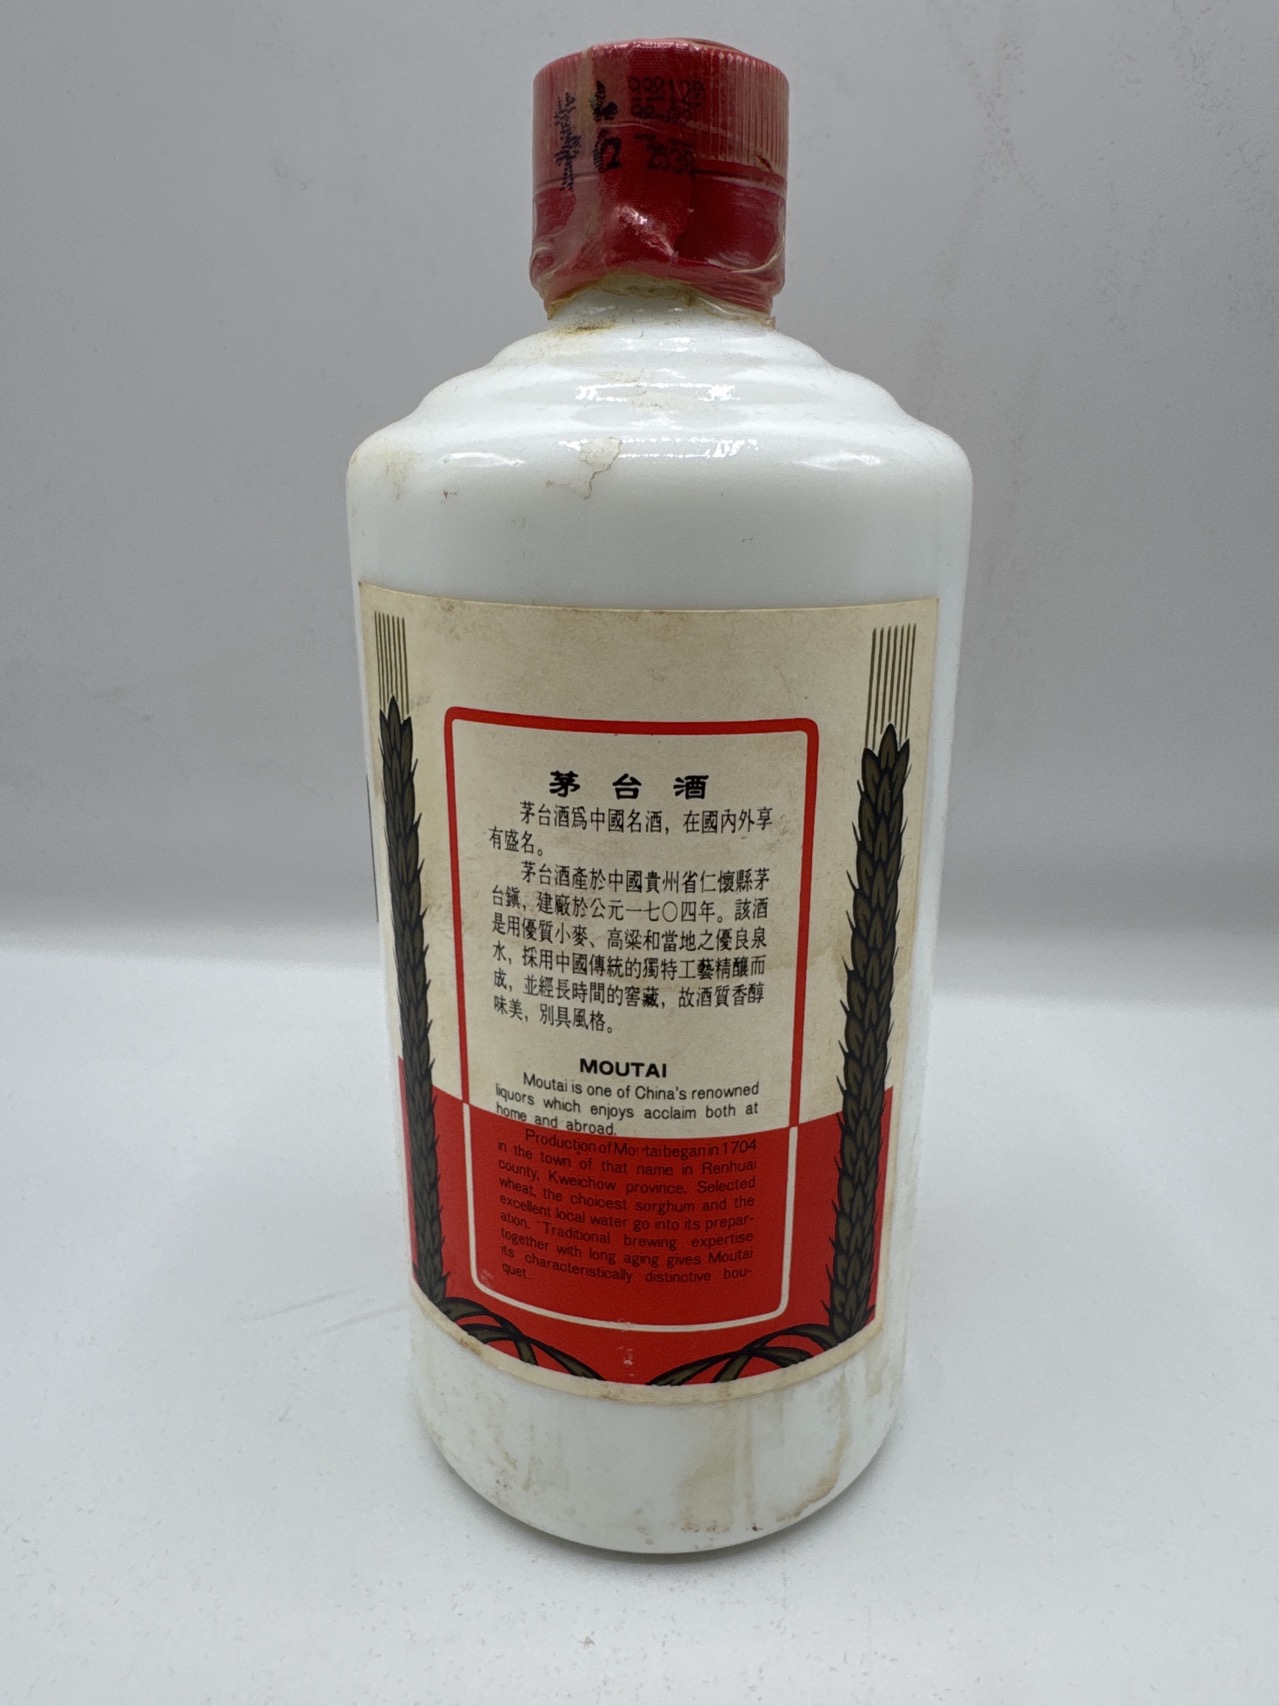 茅台酒
茅台酒爲中國名酒，在國內外享
有盛名。
茅台酒產於中國貴州省仁懷縣茅
台鎭，建廠於公元一七〇四年。該酒
是用優質小麥、高粱和當地之優良泉
水，採用中國傳統的獨特工藝精釀而
成，並經長時間的窖藏，故酒質香醇
味美，別具風格。
MOUTAI
Moutai is one of China's renowned
liquors which enjoys acclaim both at
home and abroad.
Production of Moutai began in 1704
in the town of that name in Renhuai
county, Kweichow province. Selected
wheat, the choicest sorghum and the
excellent local water go into its prepar-
ation. Traditional brewing expertise
together with long aging gives Moutai
its characteristically distinctive bou-
quet.